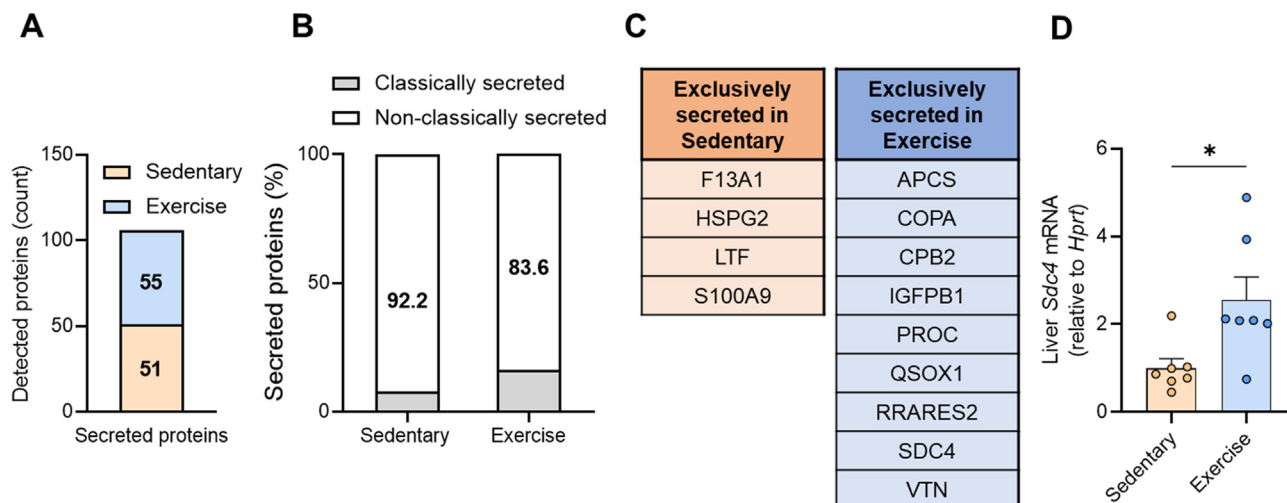 A
Detected proteins (count)
150
100
50
0
Sedentary
Exercise
55
51
Secreted proteins
B
Classically secreted
Non-classically secreted
Secreted proteins (%)
100
50
0
92.2
83.6
Sedentary
Exercise
C
Exclusively
secreted in
Sedentary
F13A1
HSPG2
LTF
S100A9
Exclusively
secreted in
Exercise
APCS
COPA
CPB2
IGFPB1
PROC
QSOX1
RRARES2
SDC4
VTN
D
Liver Sdc4 mRNA
(relative to Hprt)
6
4
2
0
*
Sedentary
Exercise